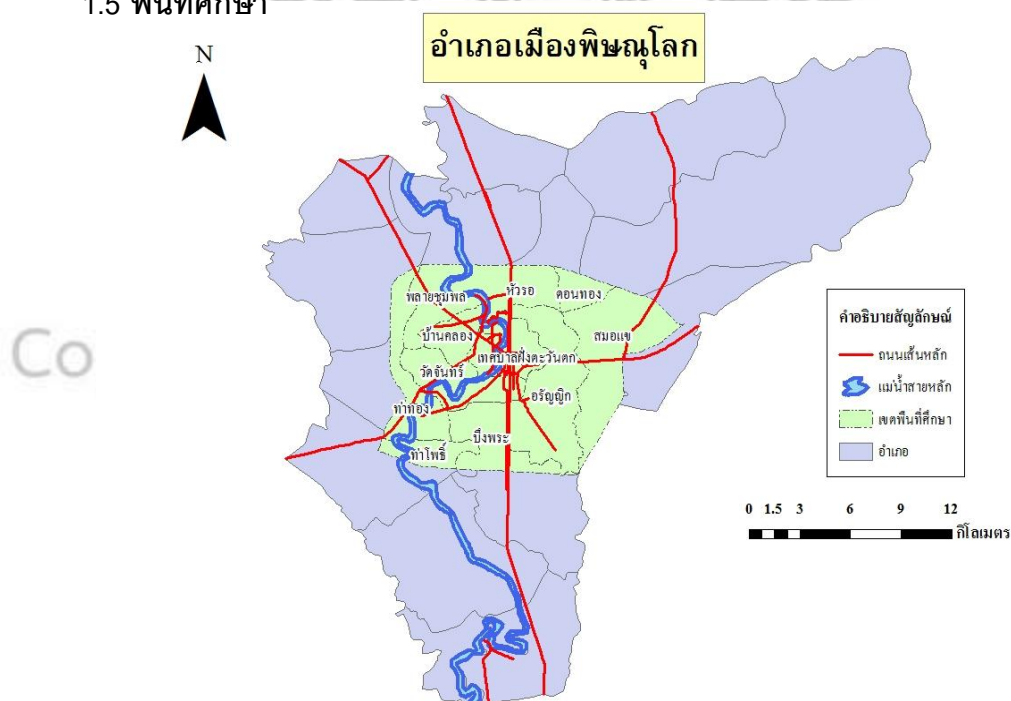 1.5 พื้นที่ศึกษา
อำเภอเมืองพิษณุโลก
N
พลายชุมพล
หัวรอ
ดอนทอง
บ้านคลอง
สมอแข
เทศบาลฝั่งตะวันตก
วัดจันทร์
อรัญญิก
ท่าทอง
บึงพระ
ท่าโพธิ์
คำอธิบายสัญลักษณ์
ถนนเส้นหลัก
แม่น้ำสายหลัก
เขตพื้นที่ศึกษา
อำเภอ
0 1.5 3 6 9 12
กิโลเมตร
Co